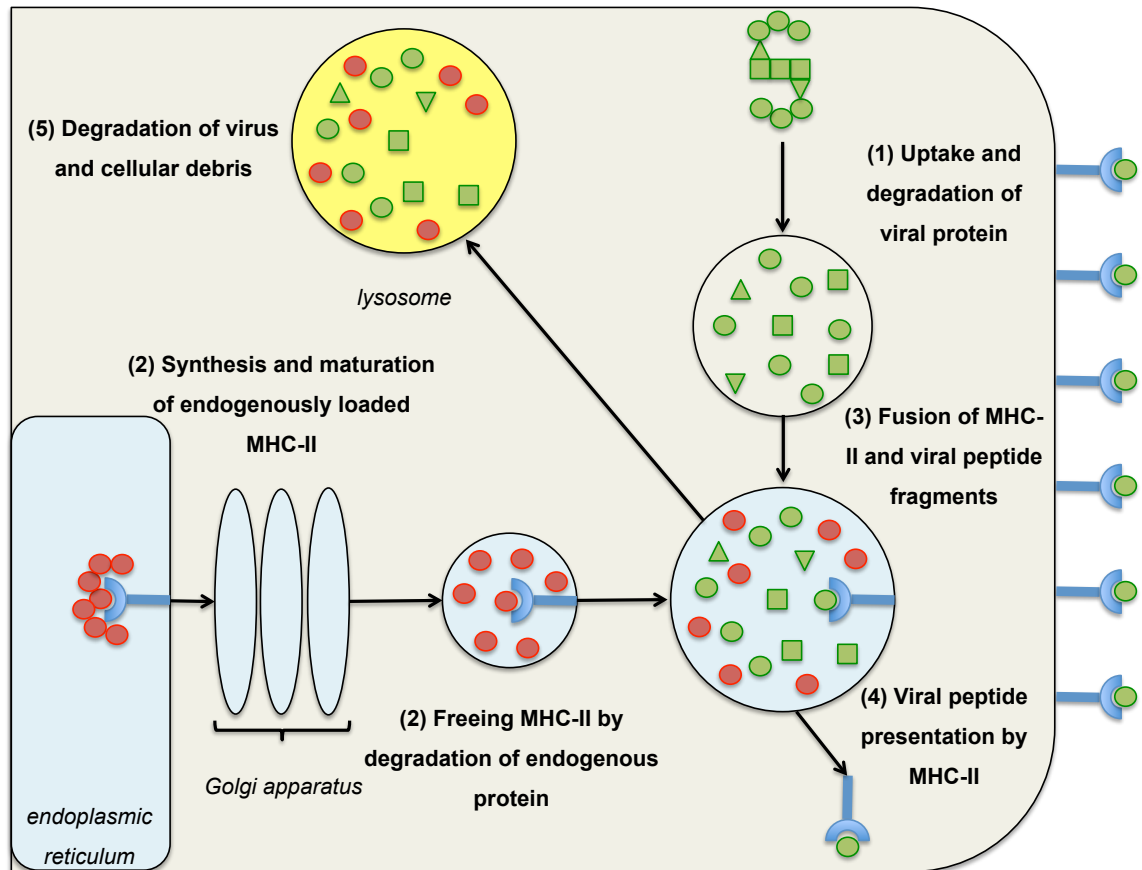 (5) Degradation of virus
and cellular debris
lysosome
(1) Uptake and
degradation of
viral protein
(2) Synthesis and maturation
of endogenously loaded
MHC-II
(3) Fusion of MHC-
II and viral peptide
fragments
(2) Freeing MHC-II by
degradation of endogenous
protein
(4) Viral peptide
presentation by
MHC-II
Golgi apparatus
endoplasmic
reticulum